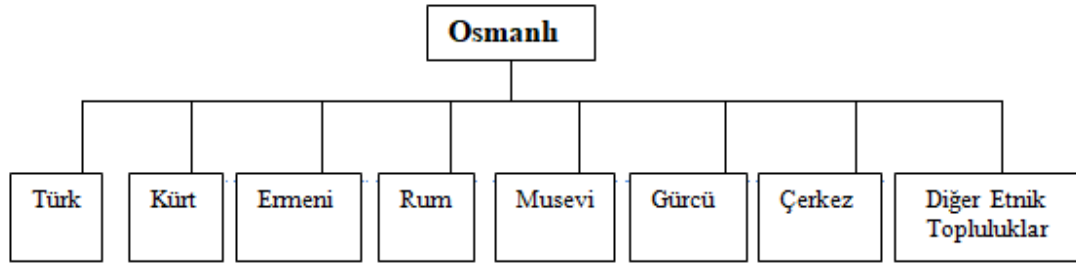 Osmanlı
Türk
Kürt
Ermeni
Rum
Musevi
Gürcü
Çerkez
Diğer Etnik
Topluluklar